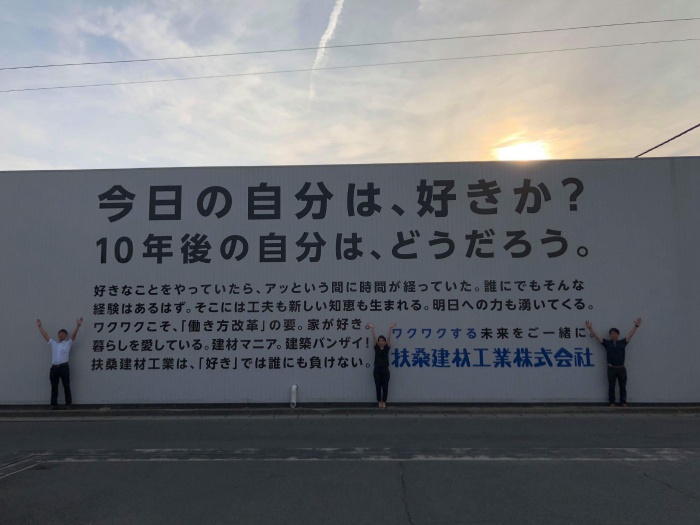 今日の自分は、好きか?
10年後の自分は、どうだろう。
好きなことをやっていたら、アッという間に時間が経っていた。誰にでもそんな
経験はあるはず。そこには工夫も新しい知恵も生まれる。明日への力も湧いてくる。
ワクワクこそ、「働き方改革」の要。家が好き。
暮らしを愛している。建材マニア。建築バンザイ!
扶桑建材工業は、「好き」では誰にも負けない。
ワクワクする未来をご一緒に。
扶桑建材工業株式会社